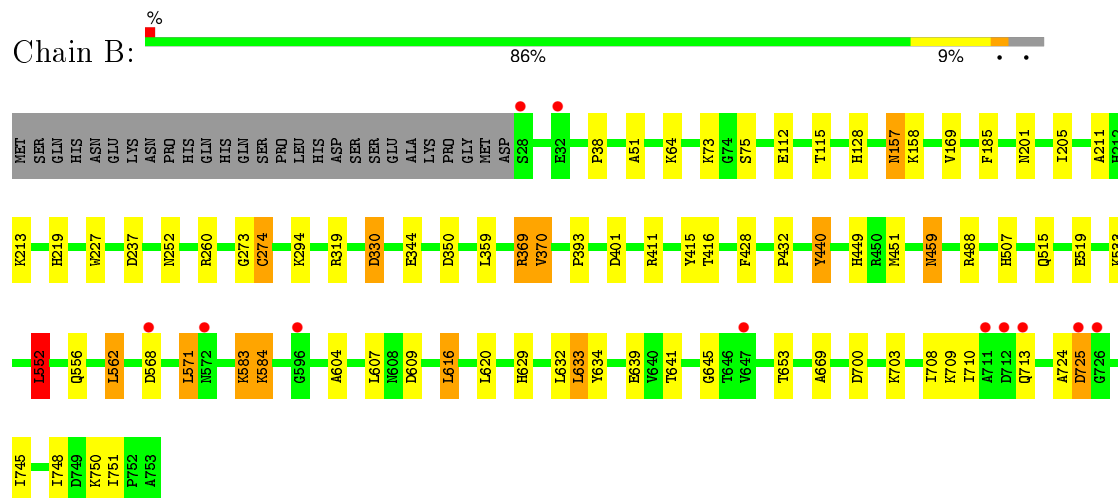 %
Chain B:
86% 9% • •
MET SER GLN HIS ASN GLU LYS ASN PRO HIS GLN HIS GLN SER PRO LEU HIS ASP SER SER GLU ALA LYS PRO GLY MET ASP S28 E32 P38 A51 K64 K73 G74 S75 E112 T115 H128 N157 K158 V169 F185 N201 I205 A211 H212
K213 H219 W227 D237 N252 R260 G273 C274 K294 R319 D330 E344 D350 L359 R369 V370 P393 D401 R411 Y415 T416 F428 P432 Y440 H449 R450 M451 N459 R488 H507 Q515 E519 K533
L552 Q556 L562 D568 L571 N572 K583 K584 G596 A604 L607 N608 D609 L616 L620 H629 L632 L633 Y634 E639 V640 T641 G645 T646 V647 T653 A669 D700 K703 I708 K709 I710 A711 D712 Q713 A724 D725 G726
I745 I748 D749 K750 I751 P752 A753